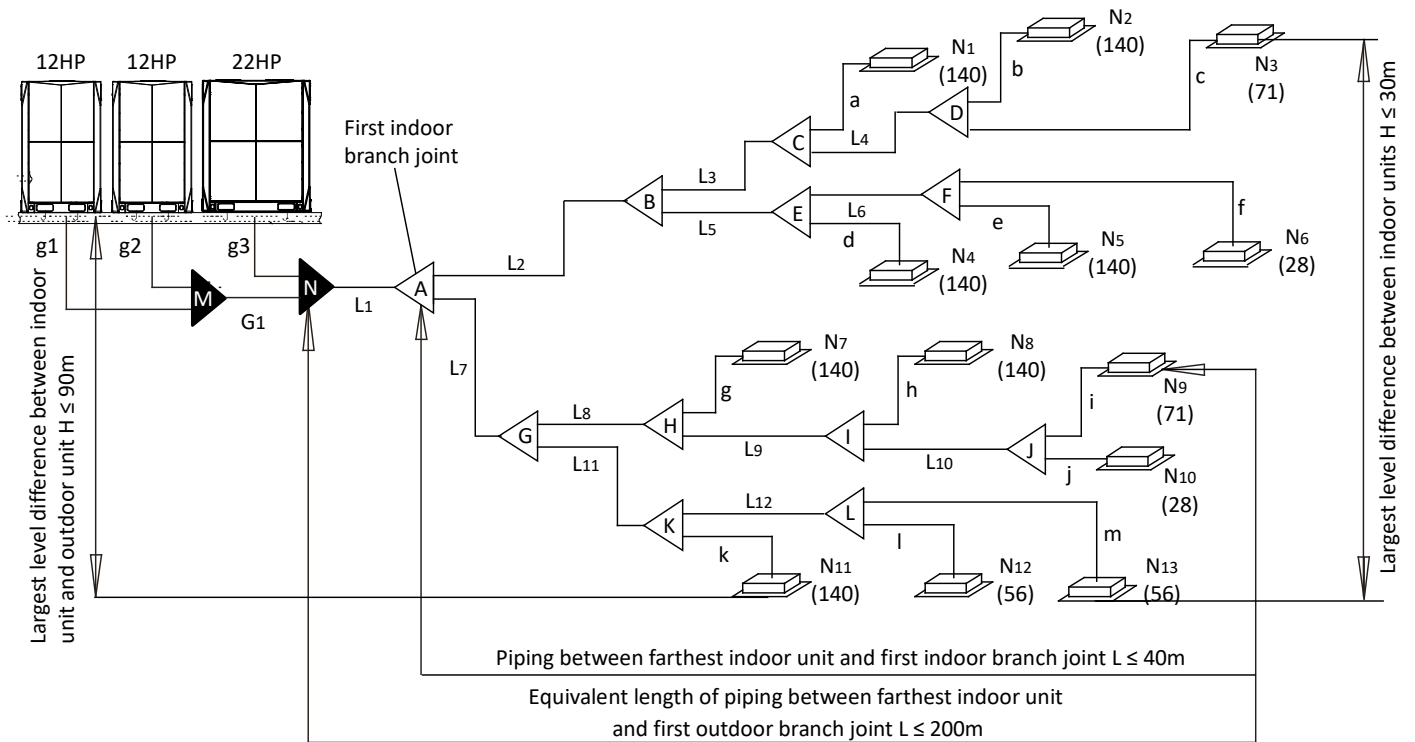 12HP
12HP
22HP
First indoor
branch joint
g1
g2
g3
M
N
G1
L1
A
L2
L7
B
L3
L5
C
a
L4
D
b
c
N1
(140)
N2
(140)
N3
(71)
E
L6
d
F
e
f
N4
(140)
N5
(140)
N6
(28)
G
L8
L11
H
g
L9
N7
(140)
I
h
L10
N8
(140)
J
i
j
N9
(71)
N10
(28)
K
L12
k
L
l
m
N11
(140)
N12
(56)
N13
(56)
Largest level difference between indoor
unit and outdoor unit H ≤ 90m
Largest level difference between indoor units H ≤ 30m
Piping between farthest indoor unit and first indoor branch joint L ≤ 40m
Equivalent length of piping between farthest indoor unit
and first outdoor branch joint L ≤ 200m